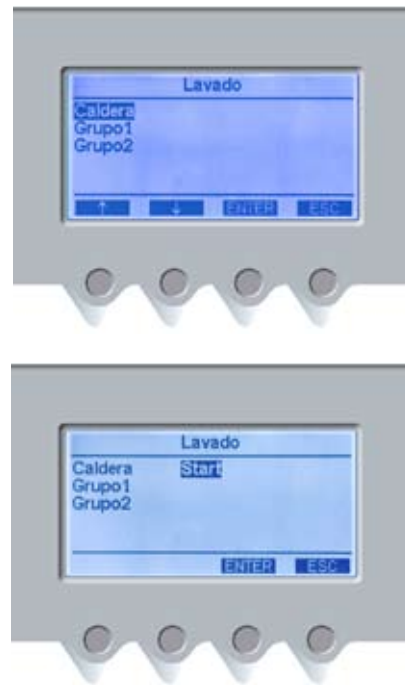 Lavado
Caldera
Grupo1
Grupo2
↑ ↓ ENTER ESC
Lavado
Caldera Start
Grupo1
Grupo2
ENTER ESC